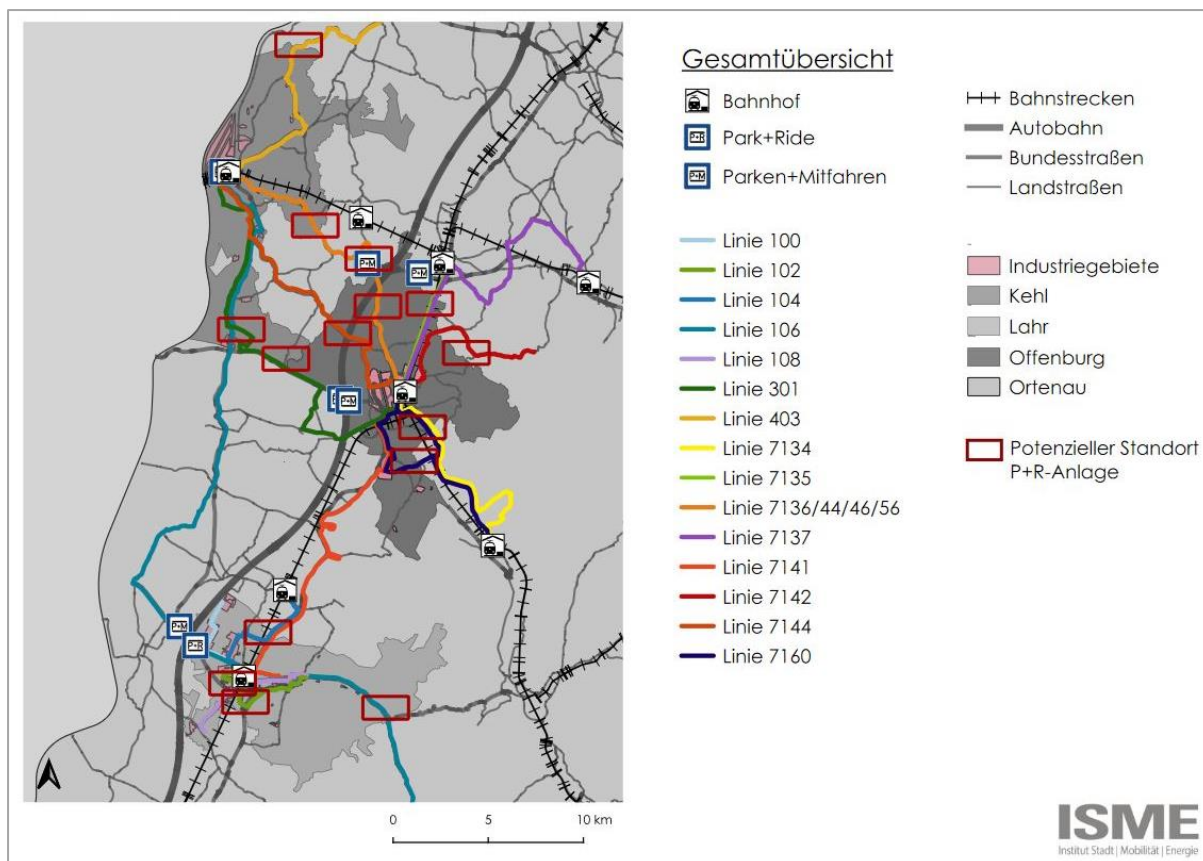 Gesamtübersicht
Bahnhof
Park+Ride
Parken+Mitfahren
Linie 100
Linie 102
Linie 104
Linie 106
Linie 108
Linie 301
Linie 403
Linie 7134
Linie 7135
Linie 7136/44/46/56
Linie 7137
Linie 7141
Linie 7142
Linie 7144
Linie 7160
Bahnstrecken
Autobahn
Bundesstraßen
Landstraßen
Industriegebiete
Kehl
Lahr
Offenburg
Ortenau
Potenzieller Standort
P+R-Anlage
P+R
P+M
P+M
P+M
P+M
P+M
P+R
0 5 10 km
ISME
Institut Stadt | Mobilität | Energie